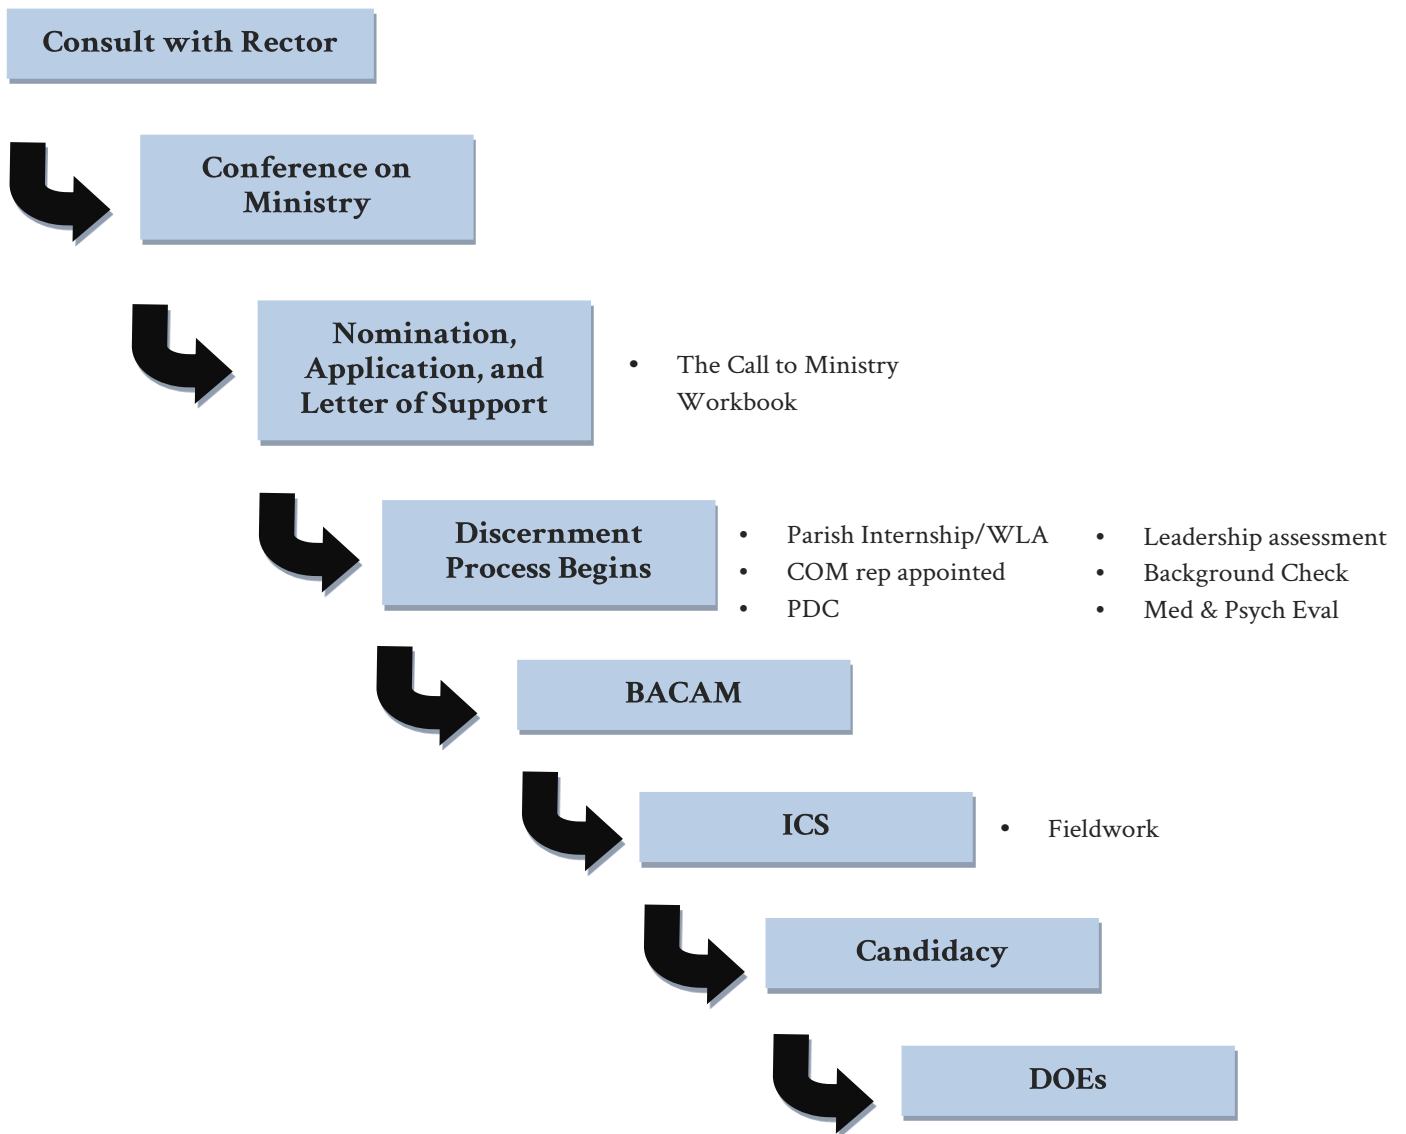 Consult with Rector
Conference on
Ministry
Nomination,
Application, and
Letter of Support
• The Call to Ministry
Workbook
Discernment
Process Begins
• Parish Internship/WLA
• COM rep appointed
• PDC
• Leadership assessment
• Background Check
• Med & Psych Eval
BACAM
ICS
• Fieldwork
Candidacy
DOEs